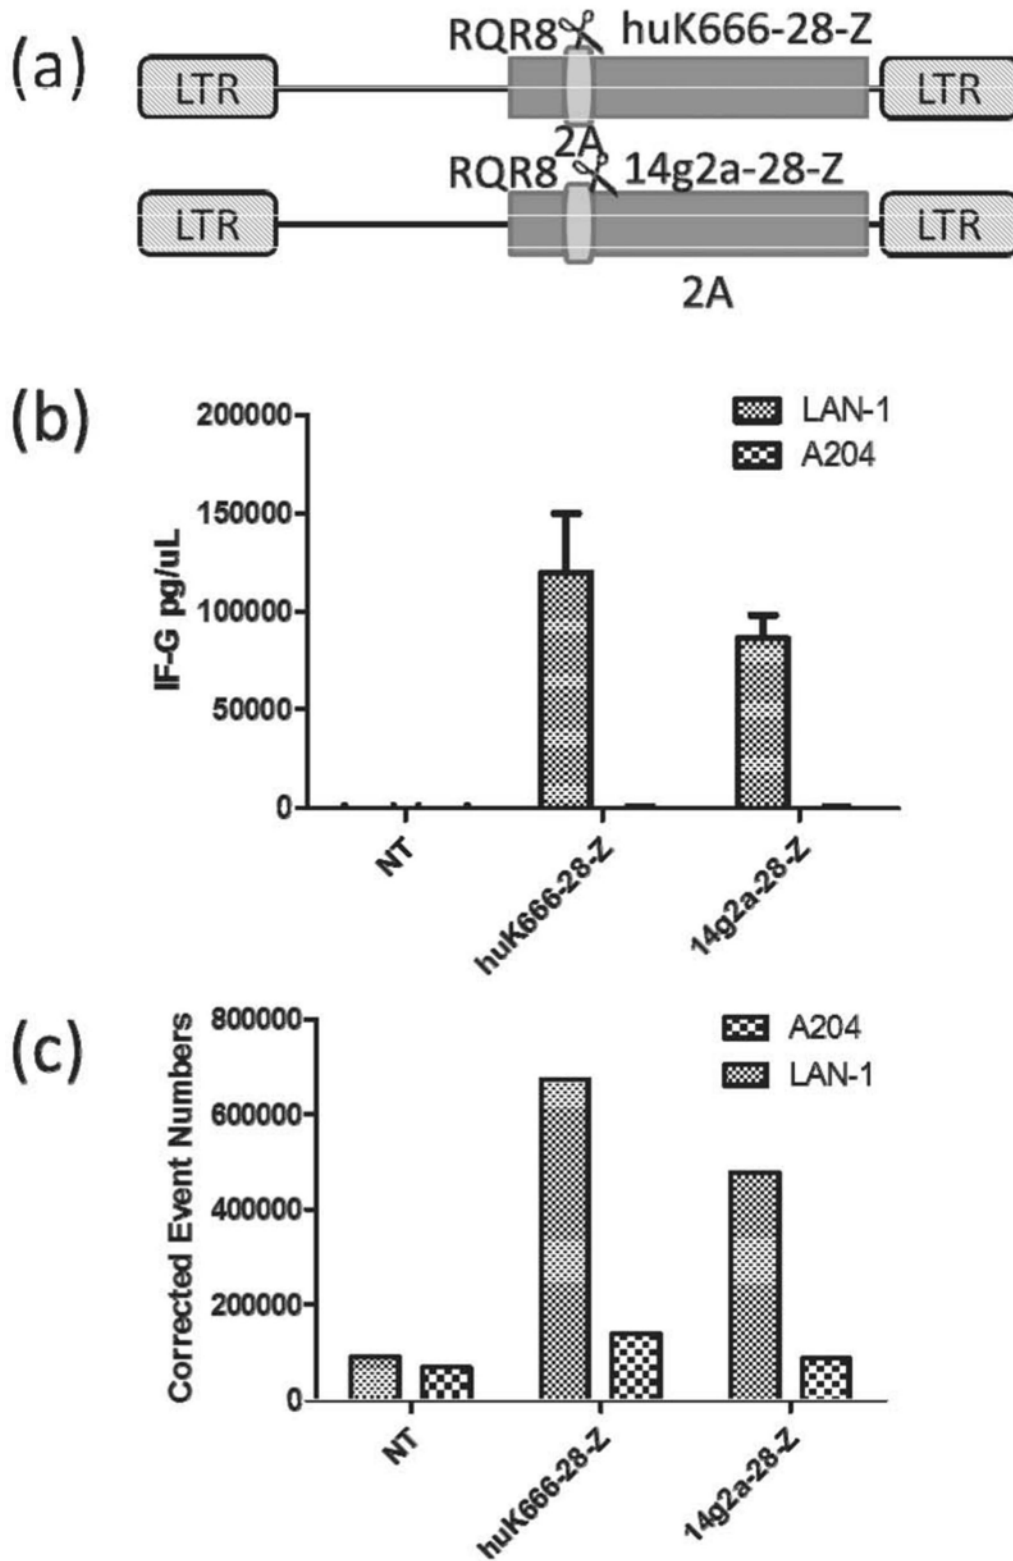 (a)
RQR8 huK666-28-Z
LTR LTR
2A
RQR8 14g2a-28-Z
LTR LTR
2A
(b)
200000
150000
100000
50000
0
IF-G pg/uL
LAN-1
A204
NT
huK666-28-Z
14g2a-28-Z
(c)
800000
600000
400000
200000
0
Corrected Event Numbers
A204
LAN-1
NT
huK666-28-Z
14g2a-28-Z